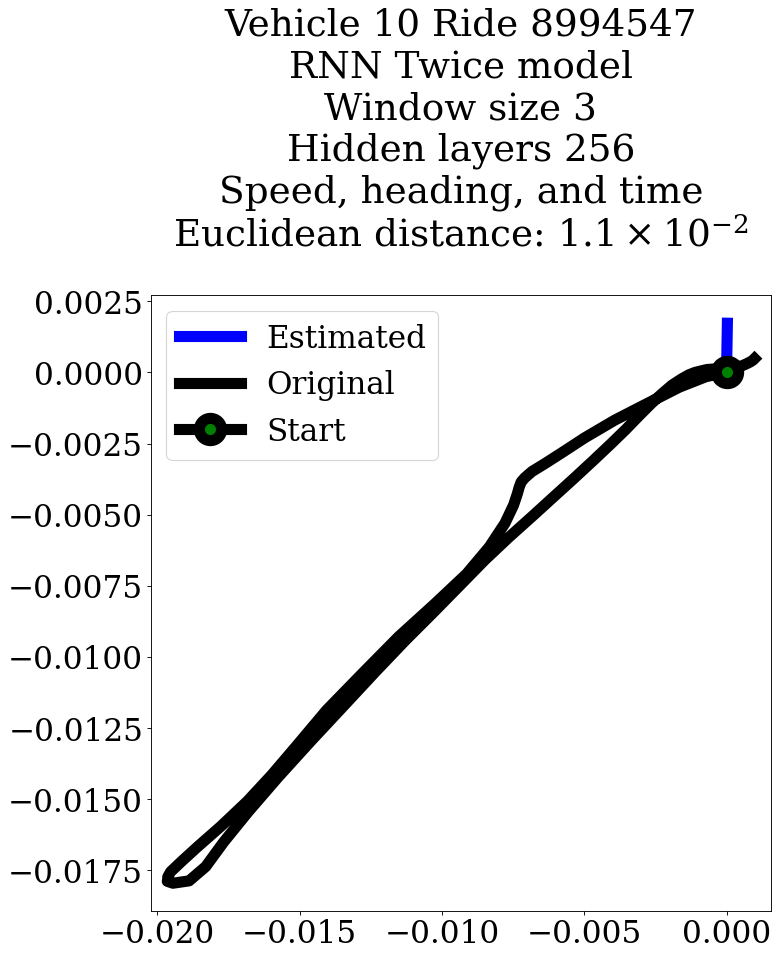 Vehicle 10 Ride 8994547
RNN Twice model
Window size 3
Hidden layers 256
Speed, heading, and time
Euclidean distance: 1.1 × 10⁻²
0.0025
0.0000
−0.0025
−0.0050
−0.0075
−0.0100
−0.0125
−0.0150
−0.0175
Estimated
Original
Start
−0.020 −0.015 −0.010 −0.005 0.000